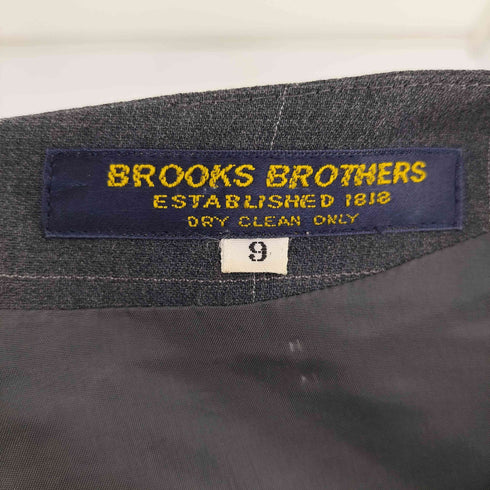 BROOKS BROTHERS
ESTABLISHED 1818
DRY CLEAN ONLY
9